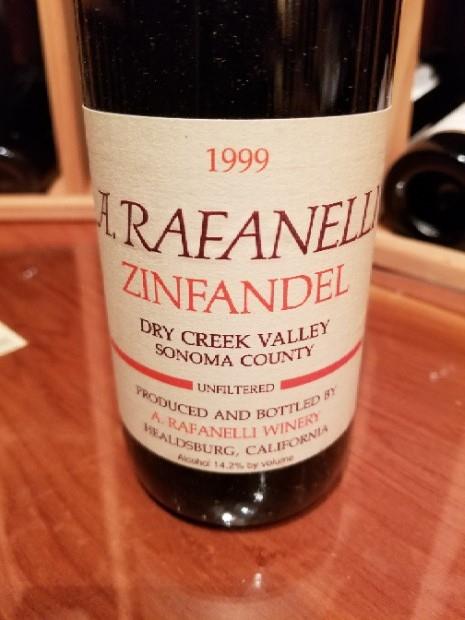 1999
A. RAFANELLI
ZINFANDEL
DRY CREEK VALLEY
SONOMA COUNTY
UNFILTERED
PRODUCED AND BOTTLED BY
A. RAFANELLI WINERY
HEALDSBURG, CALIFORNIA
Alcohol 14.2% by volume